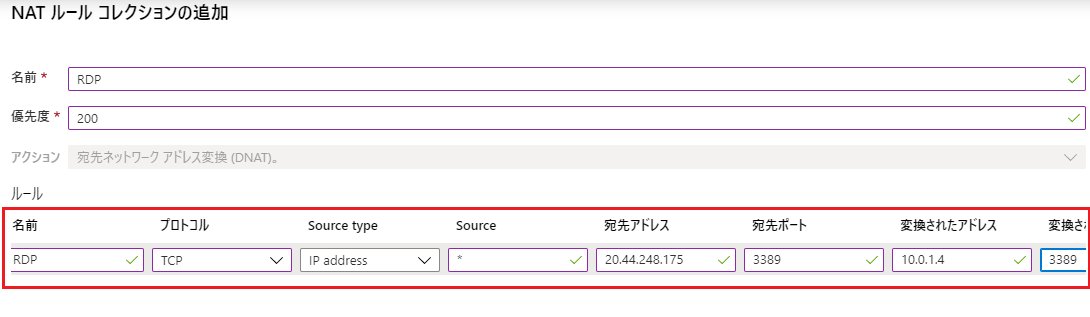 NAT ルール コレクションの追加
名前 * RDP
優先度 * 200
アクション 宛先ネットワーク アドレス変換 (DNAT)。
ルール
名前 プロトコル Source type Source 宛先アドレス 宛先ポート 変換されたアドレス 変換さ
RDP TCP IP address * 20.44.248.175 3389 10.0.1.4 3389